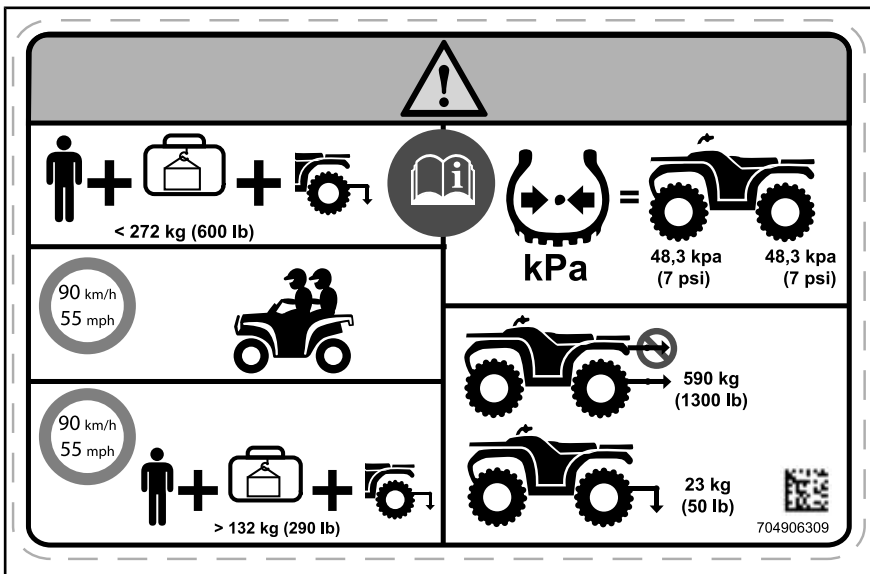 < 272 kg (600 lb)
90 km/h
55 mph
90 km/h
55 mph
> 132 kg (290 lb)
i
kPa
=
48,3 kpa
(7 psi)
48,3 kpa
(7 psi)
590 kg
(1300 lb)
23 kg
(50 lb)
704906309